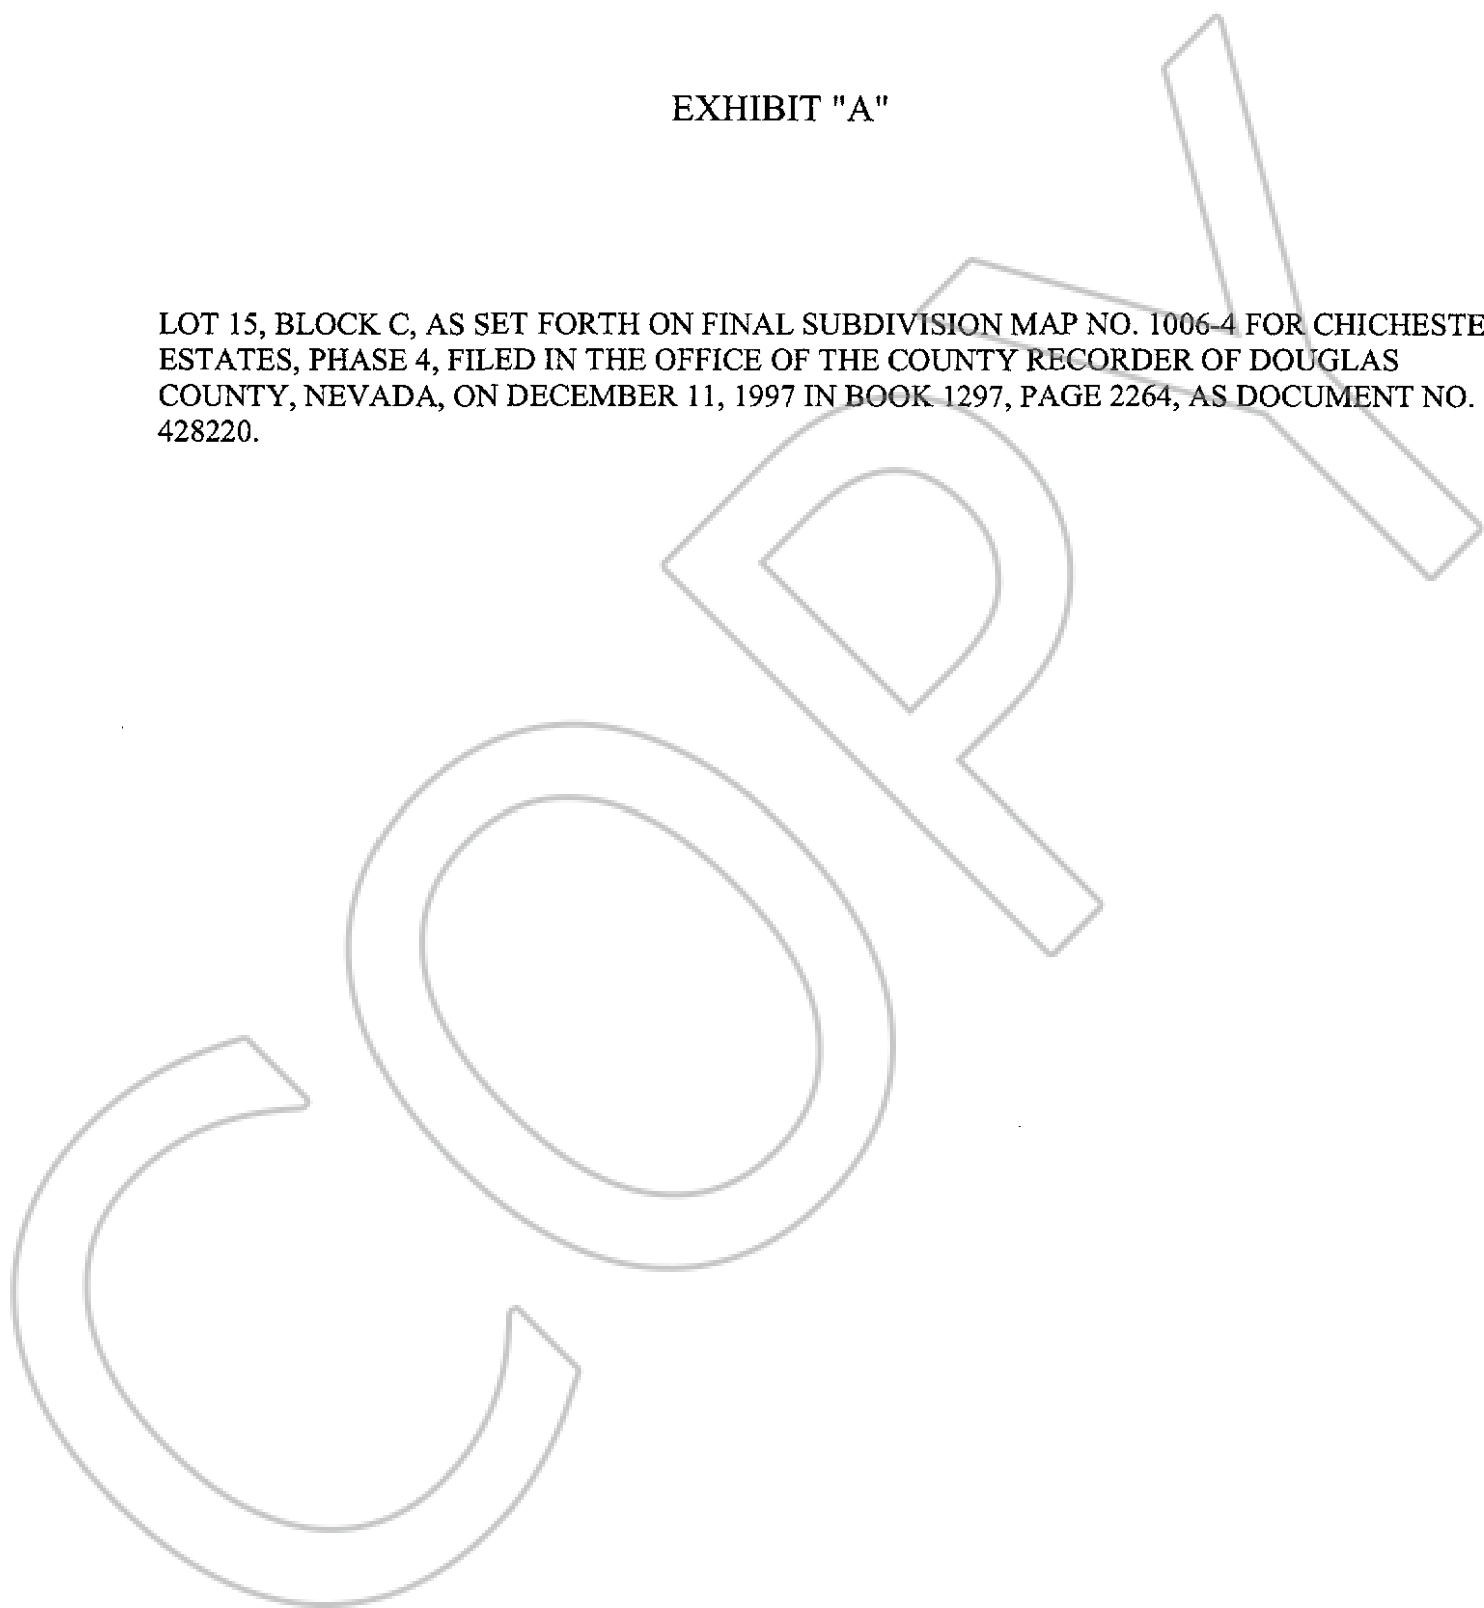 EXHIBIT "A"
LOT 15, BLOCK C, AS SET FORTH ON FINAL SUBDIVISION MAP NO. 1006-4 FOR CHICHESTE
ESTATES, PHASE 4, FILED IN THE OFFICE OF THE COUNTY RECORDER OF DOUGLAS
COUNTY, NEVADA, ON DECEMBER 11, 1997 IN BOOK 1297, PAGE 2264, AS DOCUMENT NO.
428220.
COPY